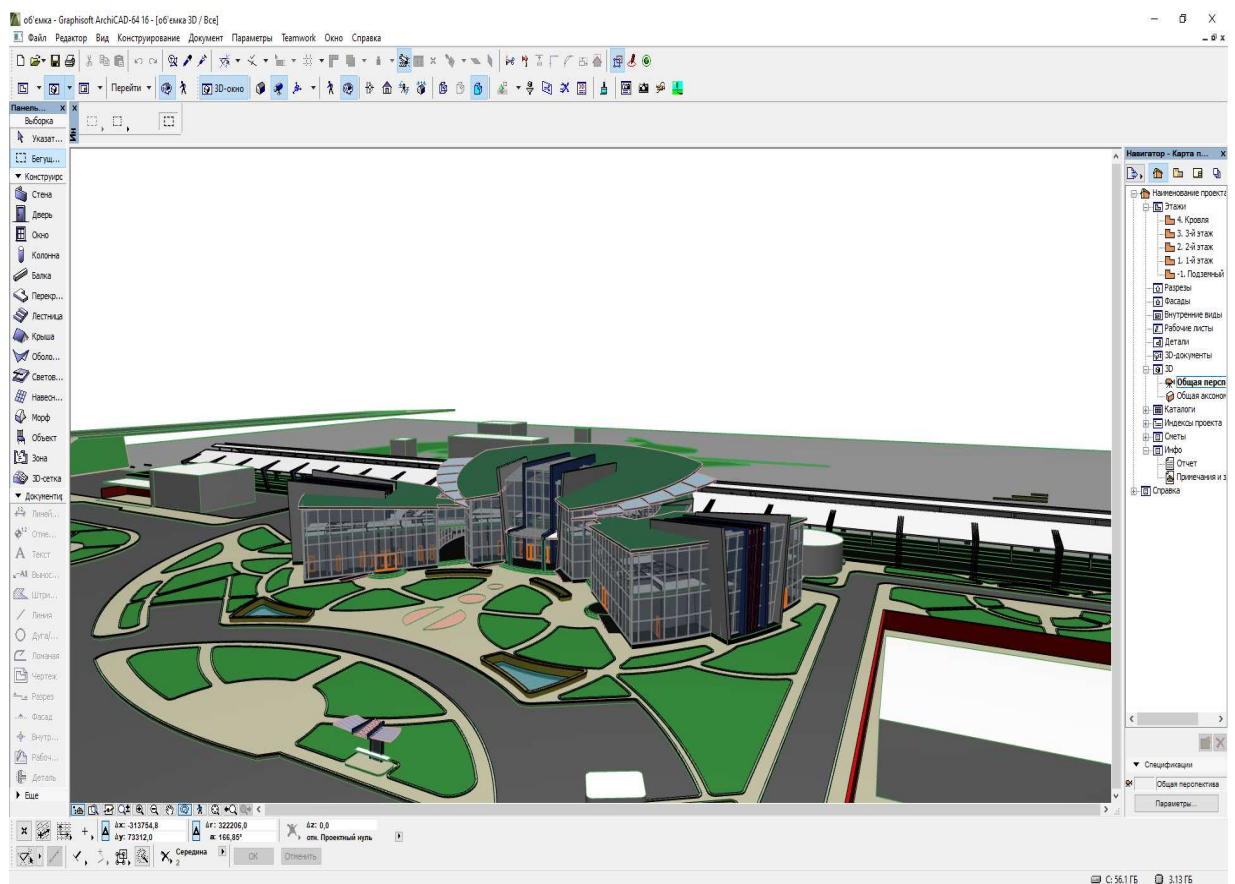 об'емка - Graphisoft ArchiCAD-64 16 - [об'емка 3D / Все]
Файл Редактор Вид Конструирование Документ Параметры Teamwork Окно Справка
Перейти
3D-окно
Панель...
Выборка
Указат...
Бегущ...
Конструирс
Стена
Дверь
Окно
Колонна
Балка
Перекр...
Лестница
Крыша
Оболо...
Светов...
Навесн...
Морф
Объект
Зона
3D-сетка
Документир
Линей...
Отме...
Текст
Вынос...
Штри...
Линия
Дуга/...
Ломаная
Чертеж
Разрез
Фасад
Внутр...
Рабоч...
Деталь
Еще
Навигатор - Карта п...
Наименование проекта
Этажи
4. Кровля
3. 3-й этаж
2. 2-й этаж
1. 1-й этаж
-1. Подземный
Разрезы
Фасады
Внутренние виды
Рабочие листы
Детали
3D-документы
3D
Общая персп
Общая аксоном
Каталоги
Индексы проекта
Сметы
Инфо
Отчет
Примечания и з
Справка
Спецификации
Общая перспектива
Параметры...
Δx: -313754,8
Δy: 73312,0
Δr: 322206,0
α: 166,85°
Δz: 0,0
отн. Проектный нуль
Середина
2
ОК
Отменить
C: 56.1 ГБ
3.13 ГБ